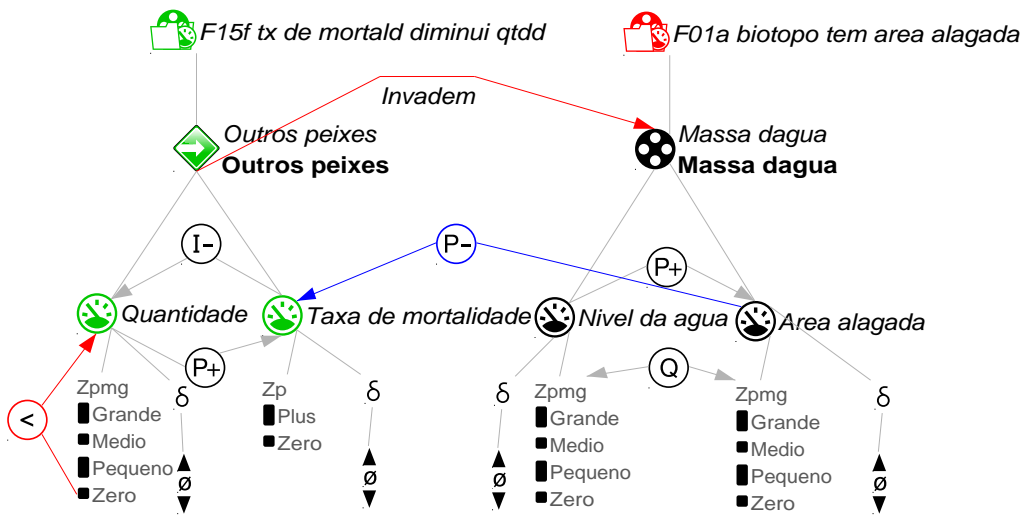 F15f tx de mortald diminui qtdd
F01a biotopo tem area alagada
Invadem
Outros peixes
Outros peixes
Massa dagua
Massa dagua
I-
P-
P+
Quantidade
Taxa de mortalidade
Nivel da agua
Area alagada
P+
Q
<
Zpmg
Grande
Medio
Pequeno
Zero
δ
ø
Zp
Plus
Zero
δ
ø
δ
ø
Zpmg
Grande
Medio
Pequeno
Zero
Zpmg
Grande
Medio
Pequeno
Zero
δ
ø